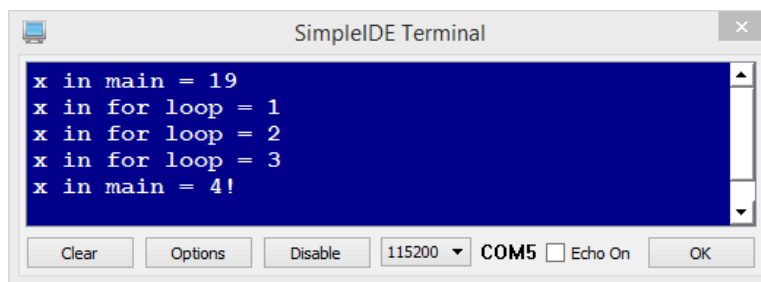 SimpleIDE Terminal
x in main = 19
x in for loop = 1
x in for loop = 2
x in for loop = 3
x in main = 4!
Clear Options Disable 115200 COM5 Echo On OK